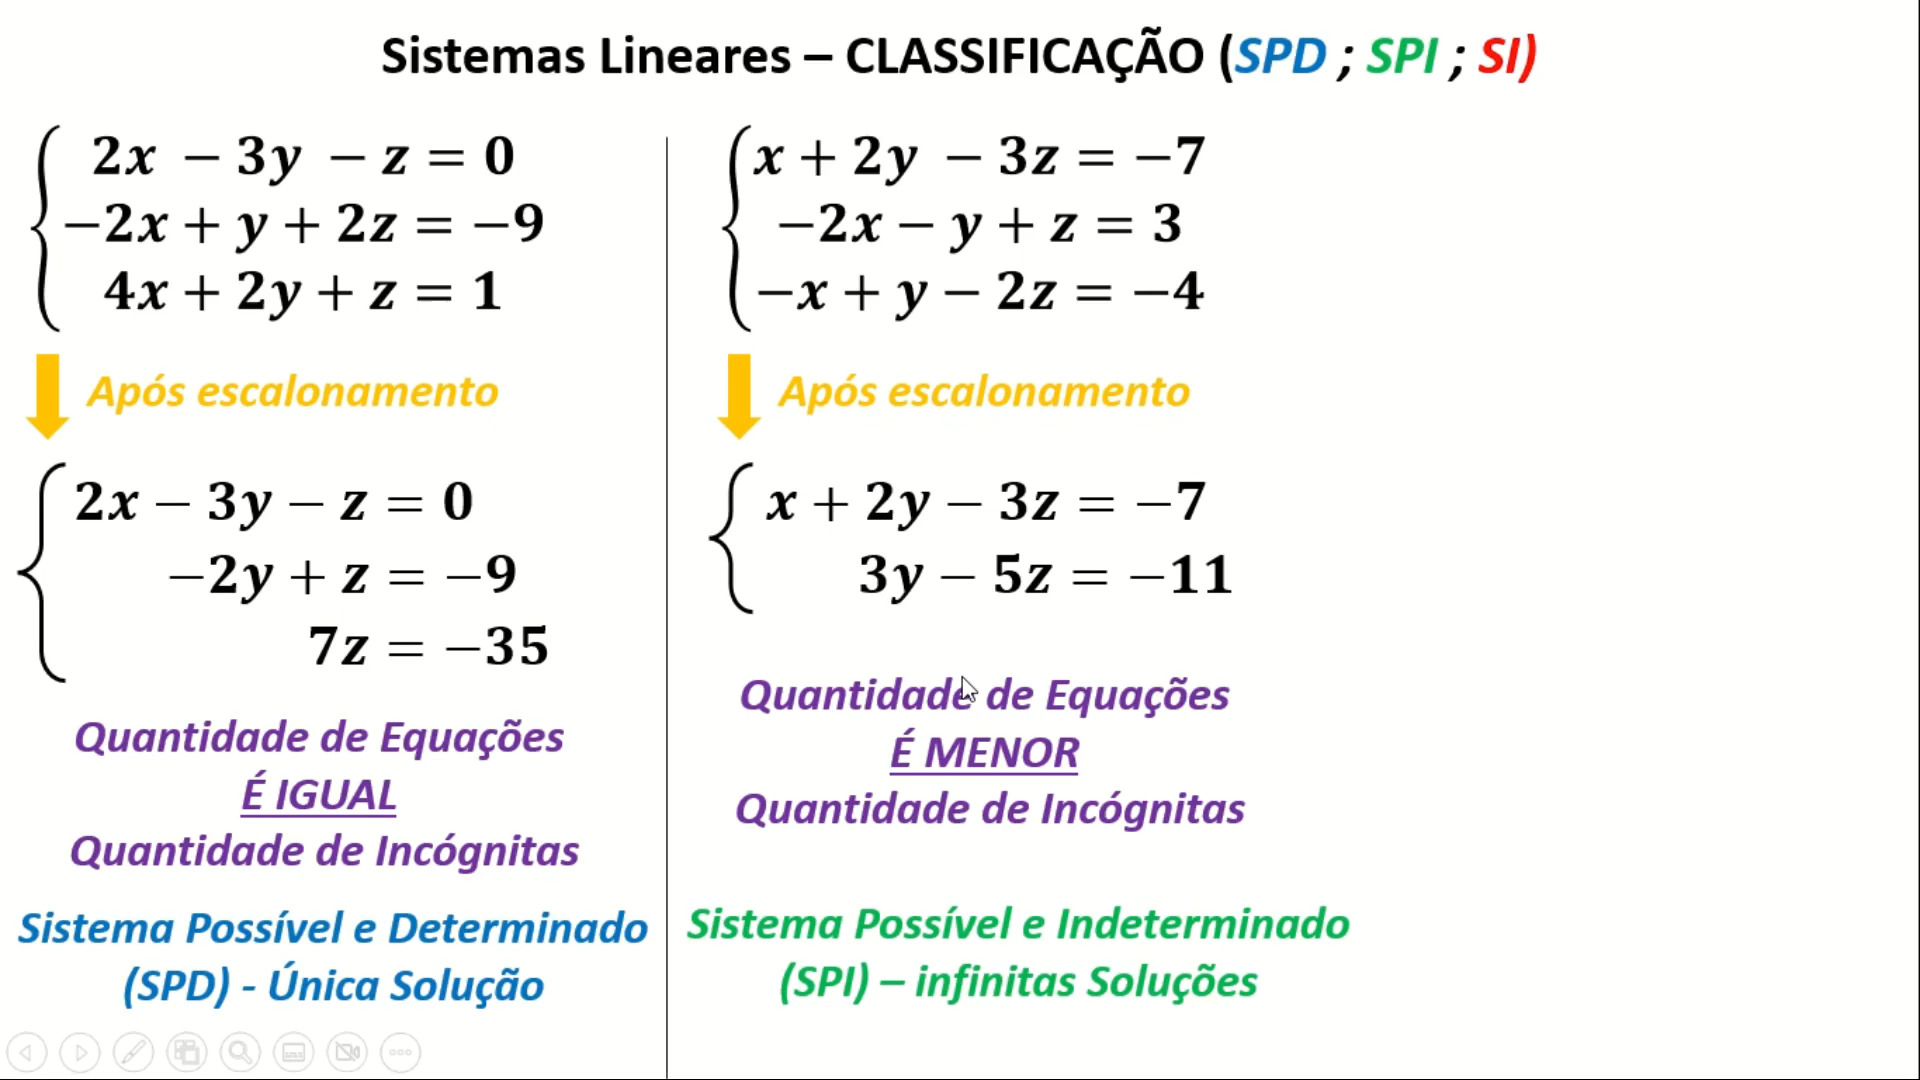 Sistemas Lineares – CLASSIFICAÇÃO (SPD ; SPI ; SI)
2x − 3y − z = 0
−2x + y + 2z = −9
4x + 2y + z = 1
Após escalonamento
2x − 3y − z = 0
−2y + z = −9
7z = −35
Quantidade de Equações
É IGUAL
Quantidade de Incógnitas
Sistema Possível e Determinado
(SPD) - Única Solução
x + 2y − 3z = −7
−2x − y + z = 3
−x + y − 2z = −4
Após escalonamento
x + 2y − 3z = −7
3y − 5z = −11
Quantidade de Equações
É MENOR
Quantidade de Incógnitas
Sistema Possível e Indeterminado
(SPI) – infinitas Soluções